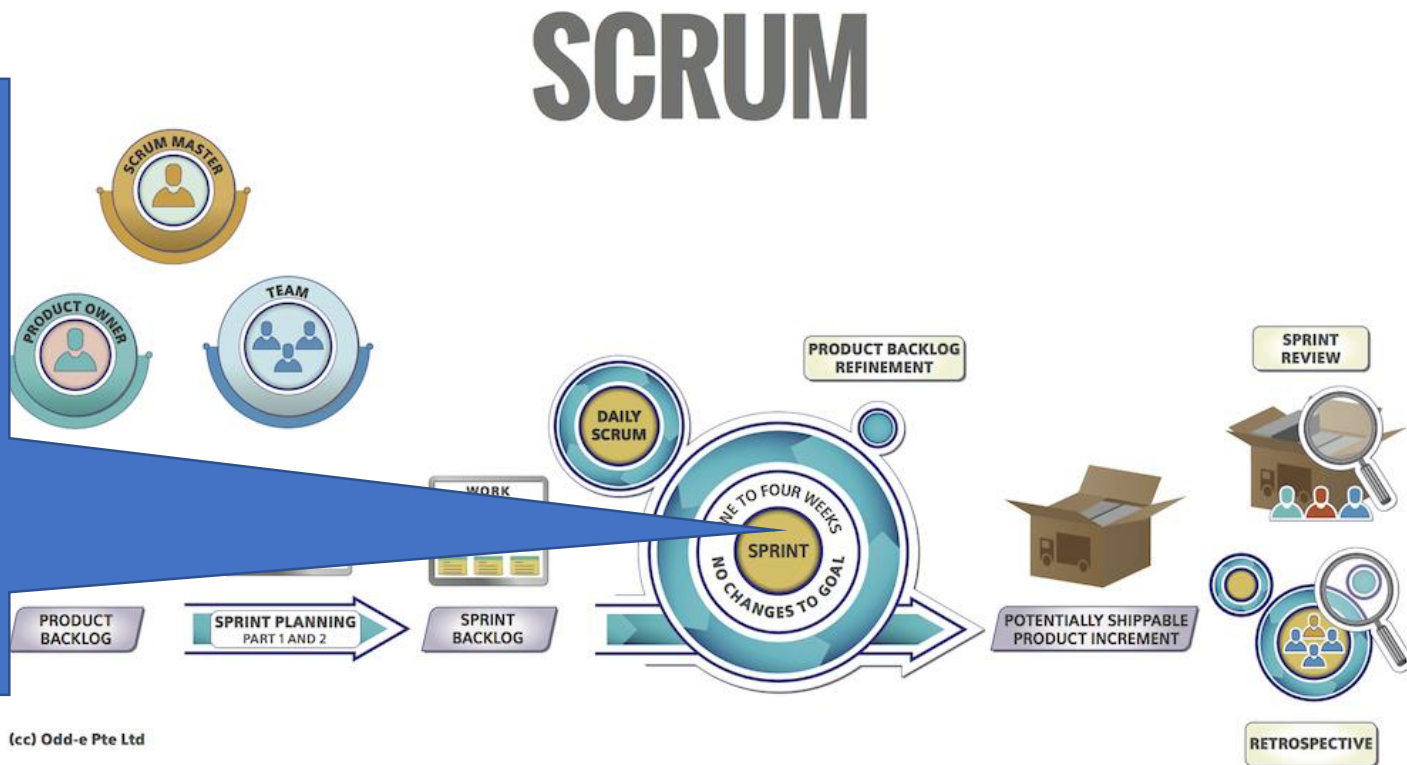 SCRUM
SCRUM MASTER
PRODUCT OWNER
TEAM
PRODUCT BACKLOG
REFINEMENT
SPRINT
REVIEW
DAILY
SCRUM
WORK
TO FOUR WEEKS
SPRINT
NO CHANGES TO GOAL
PRODUCT
BACKLOG
SPRINT PLANNING
PART 1 AND 2
SPRINT
BACKLOG
POTENTIALLY SHIPPABLE
PRODUCT INCREMENT
(cc) Odd-e Pte Ltd
RETROSPECTIVE